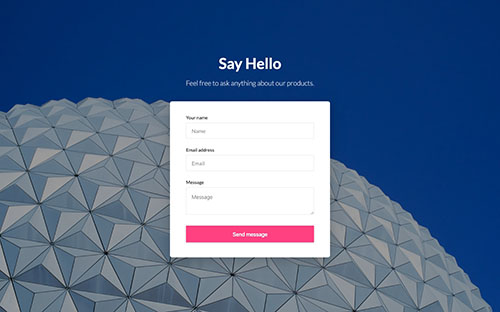 Say Hello
Feel free to ask anything about our products.
Your name
Name
Email address
Email
Message
Message
Send message